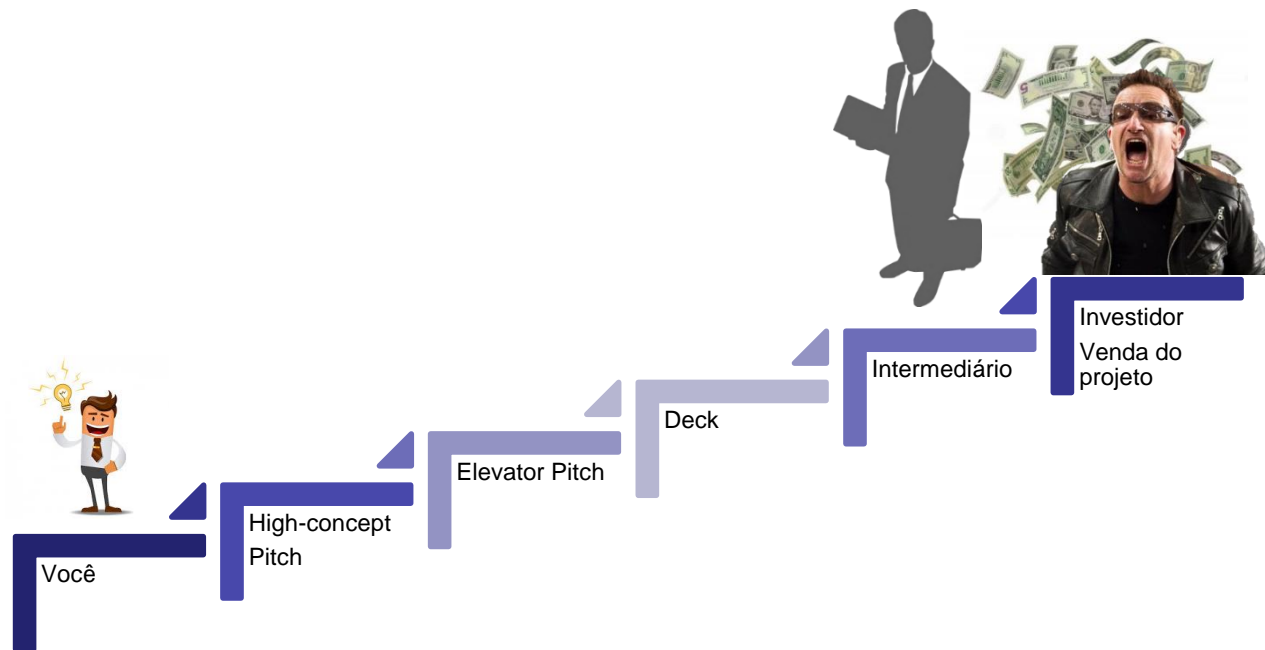 Você
High-concept
Pitch
Elevator Pitch
Deck
Intermediário
Investidor
Venda do
projeto